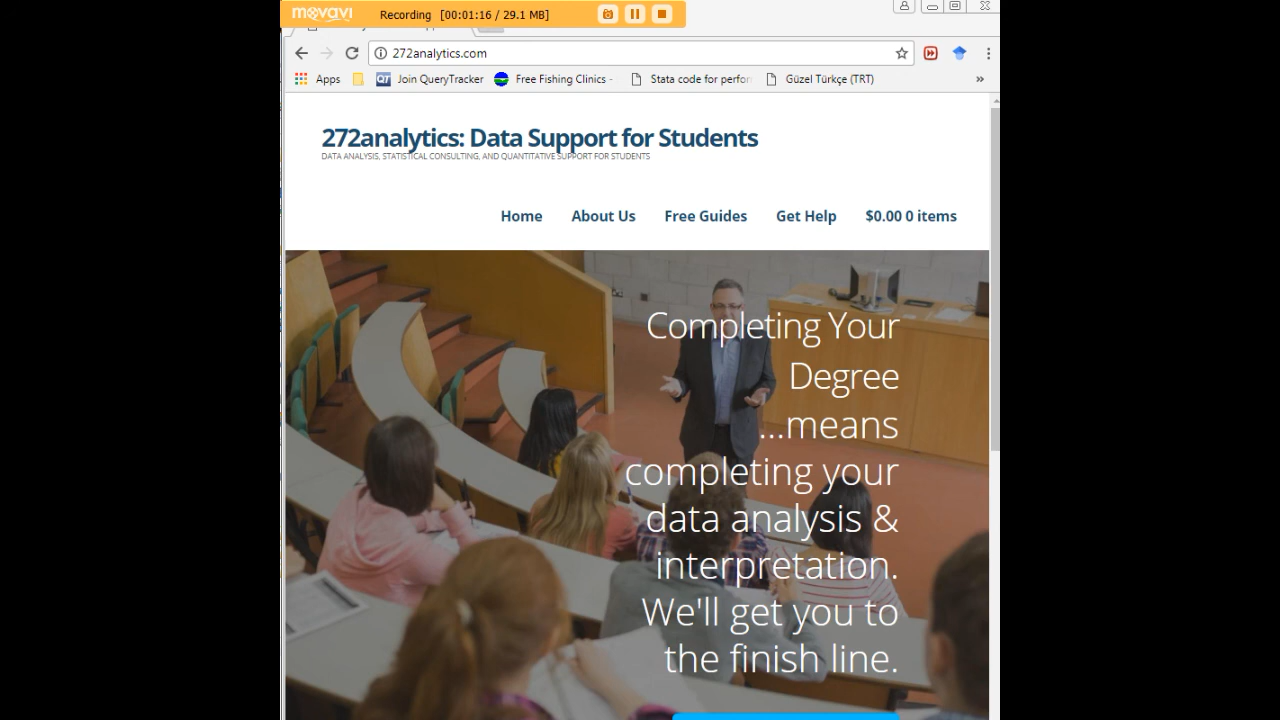 movavi
Recording [00:01:16 / 29.1 MB]
272analytics.com
Apps
QT Join QueryTracker
Free Fishing Clinics -
Stata code for perfor
Güzel Türkçe (TRT)
»
272analytics: Data Support for Students
DATA ANALYSIS, STATISTICAL CONSULTING, AND QUANTITATIVE SUPPORT FOR STUDENTS
Home About Us Free Guides Get Help $0.00 0 items
Completing Your
Degree
...means
completing your
data analysis &
interpretation.
We'll get you to
the finish line.